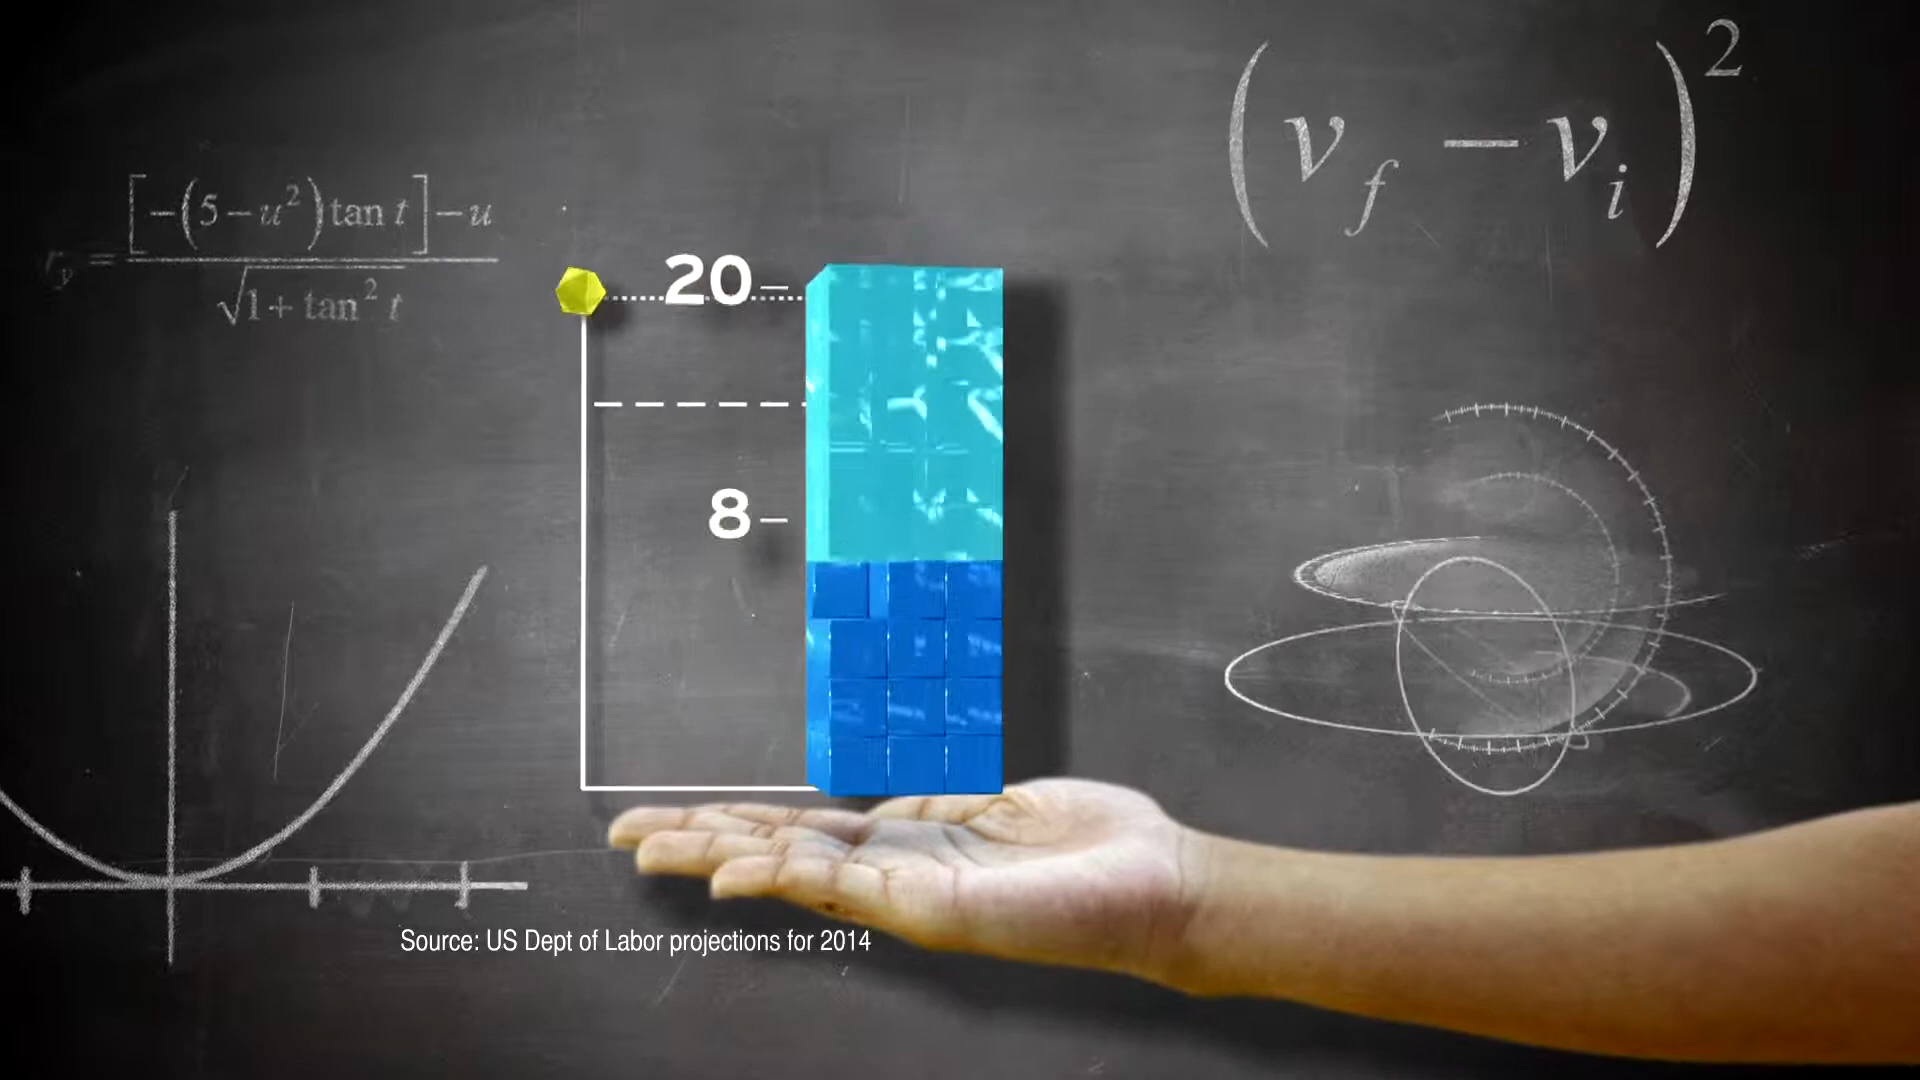 (v_f − v_i)²
[−(5−u²)tan t]−u
√1+ tan² t
20
8
Source: US Dept of Labor projections for 2014